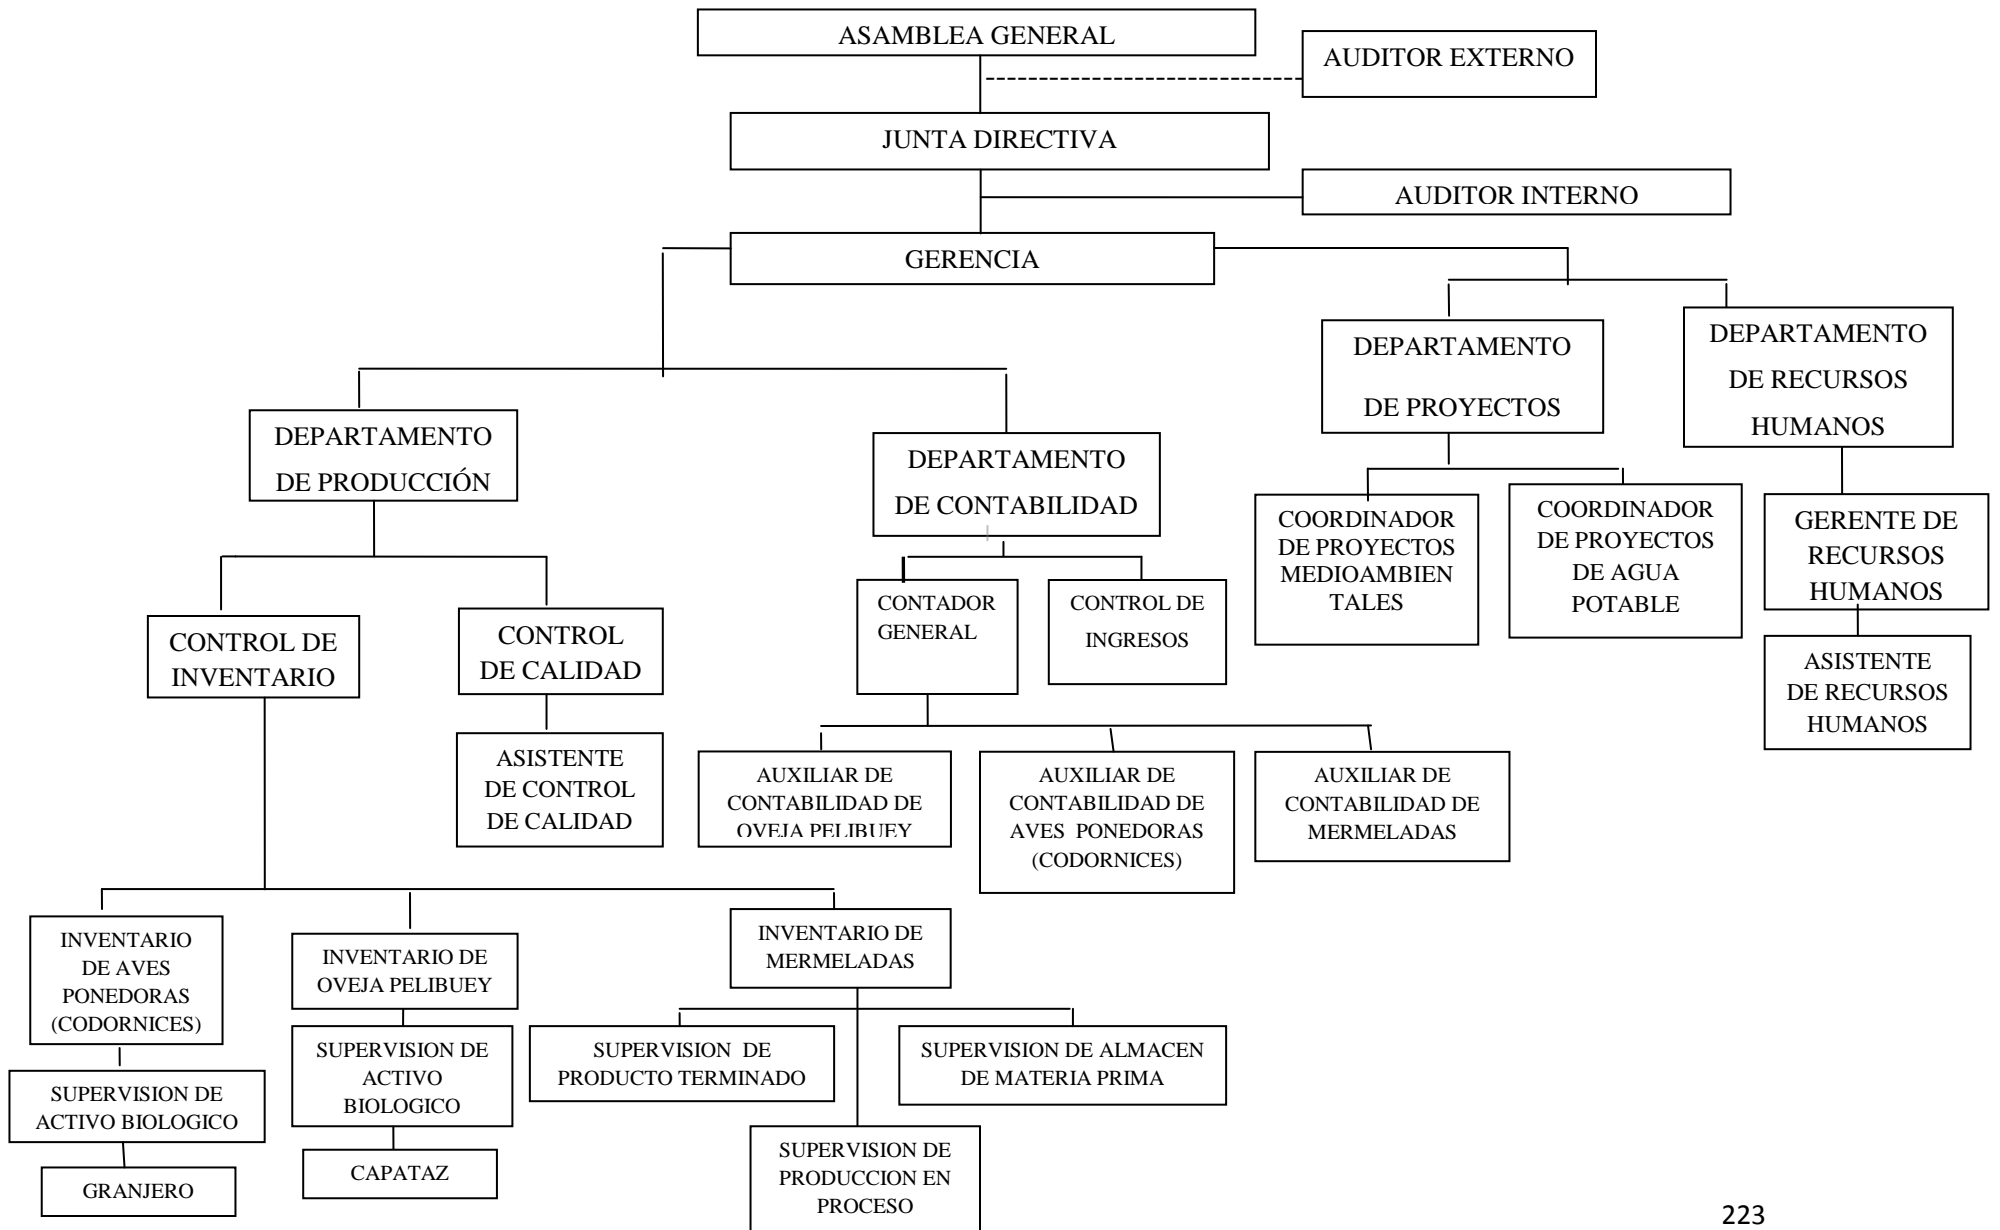 ASAMBLEA GENERAL
AUDITOR EXTERNO
JUNTA DIRECTIVA
AUDITOR INTERNO
GERENCIA
DEPARTAMENTO
DE PRODUCCIÓN
DEPARTAMENTO
DE CONTABILIDAD
DEPARTAMENTO
DE PROYECTOS
DEPARTAMENTO
DE RECURSOS
HUMANOS
CONTROL DE
INVENTARIO
CONTROL
DE CALIDAD
ASISTENTE
DE CONTROL
DE CALIDAD
CONTADOR
GENERAL
CONTROL DE
INGRESOS
COORDINADOR
DE PROYECTOS
MEDIOAMBIEN
TALES
COORDINADOR
DE PROYECTOS
DE AGUA
POTABLE
GERENTE DE
RECURSOS
HUMANOS
ASISTENTE
DE RECURSOS
HUMANOS
AUXILIAR DE
CONTABILIDAD DE
OVEJA PELIBUEY
AUXILIAR DE
CONTABILIDAD DE
AVES PONEDORAS
(CODORNICES)
AUXILIAR DE
CONTABILIDAD DE
MERMELADAS
INVENTARIO
DE AVES
PONEDORAS
(CODORNICES)
INVENTARIO DE
OVEJA PELIBUEY
INVENTARIO DE
MERMELADAS
SUPERVISION DE
ACTIVO BIOLOGICO
GRANJERO
SUPERVISION DE
ACTIVO
BIOLOGICO
CAPATAZ
SUPERVISION DE
PRODUCTO TERMINADO
SUPERVISION DE ALMACEN
DE MATERIA PRIMA
SUPERVISION DE
PRODUCCION EN
PROCESO
223